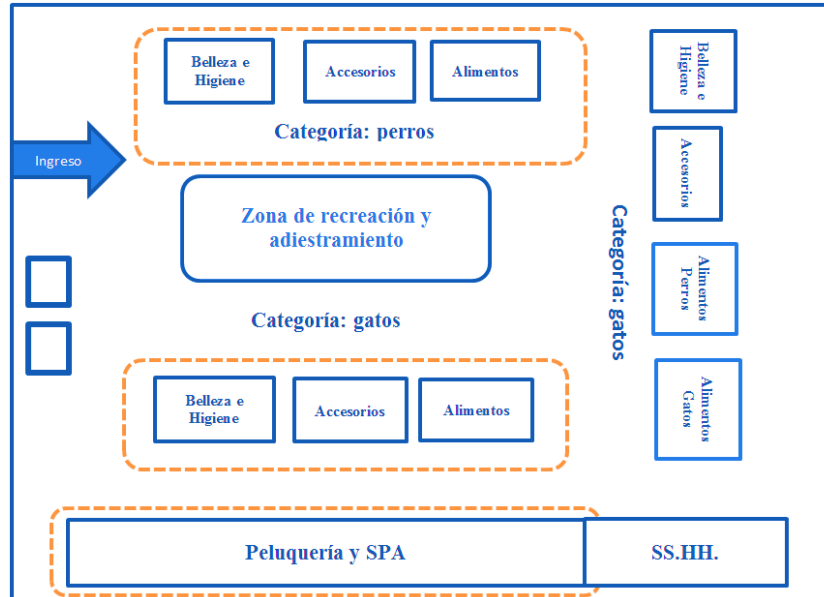 Belleza e
Higiene
Accesorios
Alimentos
Categoría: perros
Ingreso
Zona de recreación y
adiestramiento
Categoría: gatos
Belleza e
Higiene
Accesorios
Alimentos
Peluquería y SPA
SS.HH.
Categoría: gatos
Belleza e
Higiene
Accesorios
Alimentos
Perros
Alimentos
Gatos